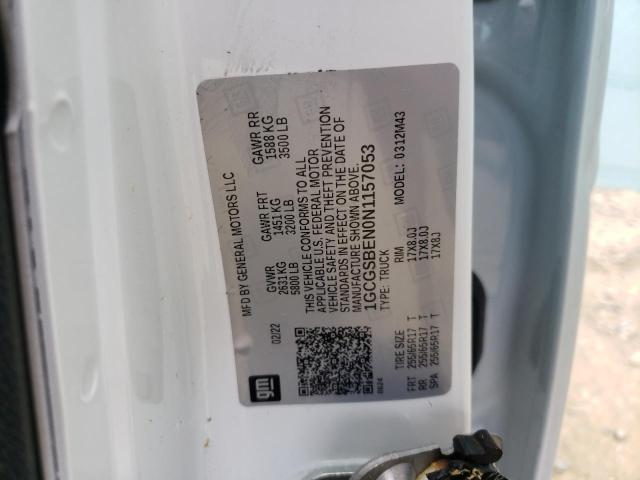 gm
MFD BY GENERAL MOTORS LLC
02/22
GVWR GAWR FRT GAWR RR
2631 KG 1451 KG 1588 KG
5800 LB 3200 LB 3500 LB
THIS VEHICLE CONFORMS TO ALL
APPLICABLE U.S. FEDERAL MOTOR
VEHICLE SAFETY AND THEFT PREVENTION
STANDARDS IN EFFECT ON THE DATE OF
MANUFACTURE SHOWN ABOVE.
1GCGSBEN0N1157053
TYPE: TRUCK MODEL: 0312M43
TIRE SIZE RIM
FRT 255/65R17 T 17X8.0J
RR 255/65R17 T 17X8.0J
SPA 255/65R17 T 17X8J